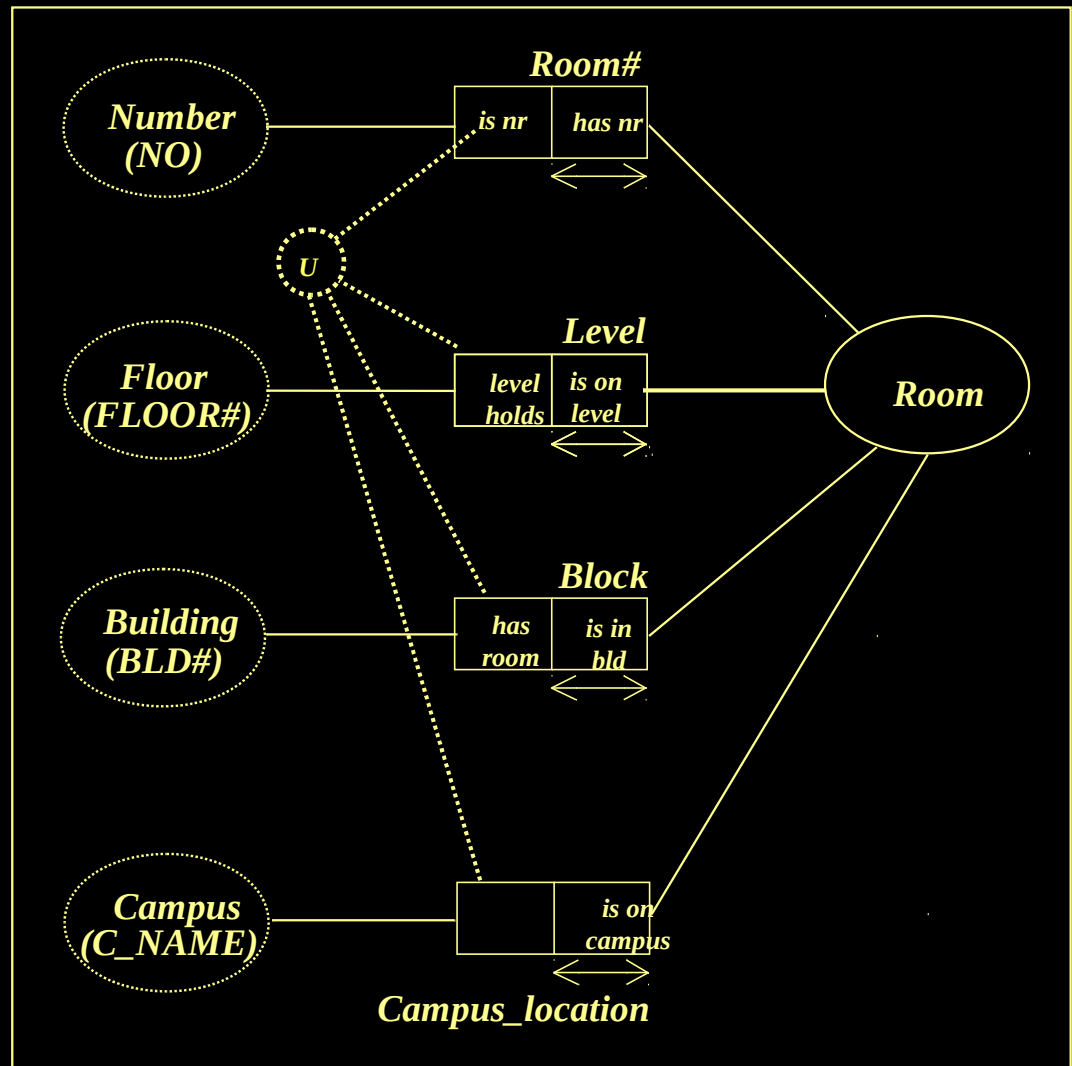 Room#
Number
(NO)
is nr
has nr
U
Level
Floor
(FLOOR#)
level
holds
is on
level
Room
Block
Building
(BLD#)
has
room
is in
bld
Campus
(C_NAME)
is on
campus
Campus_location